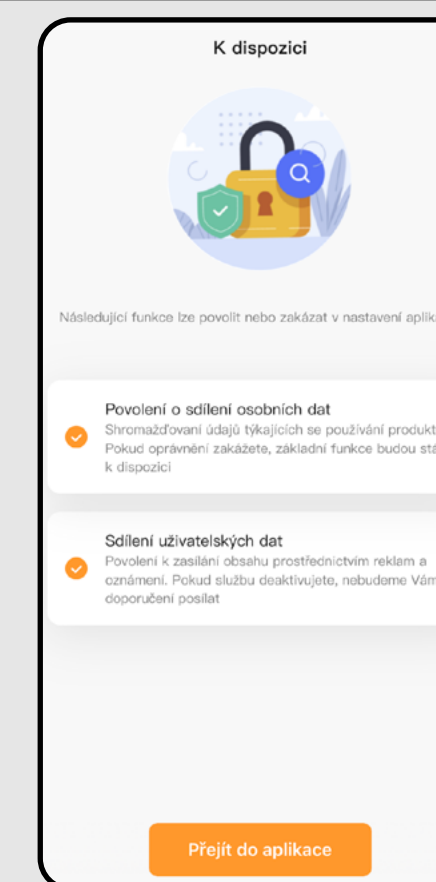 K dispozici
Následující funkce lze povolit nebo zakázat v nastavení aplik
Povolení o sdílení osobních dat
Shromažďovaní údajů týkajících se používání produkt
Pokud oprávnění zakážete, základní funkce budou stá
k dispozici
Sdílení uživatelských dat
Povolení k zasílání obsahu prostřednictvím reklam a
oznámení. Pokud službu deaktivujete, nebudeme Vám
doporučení posílat
Přejít do aplikace